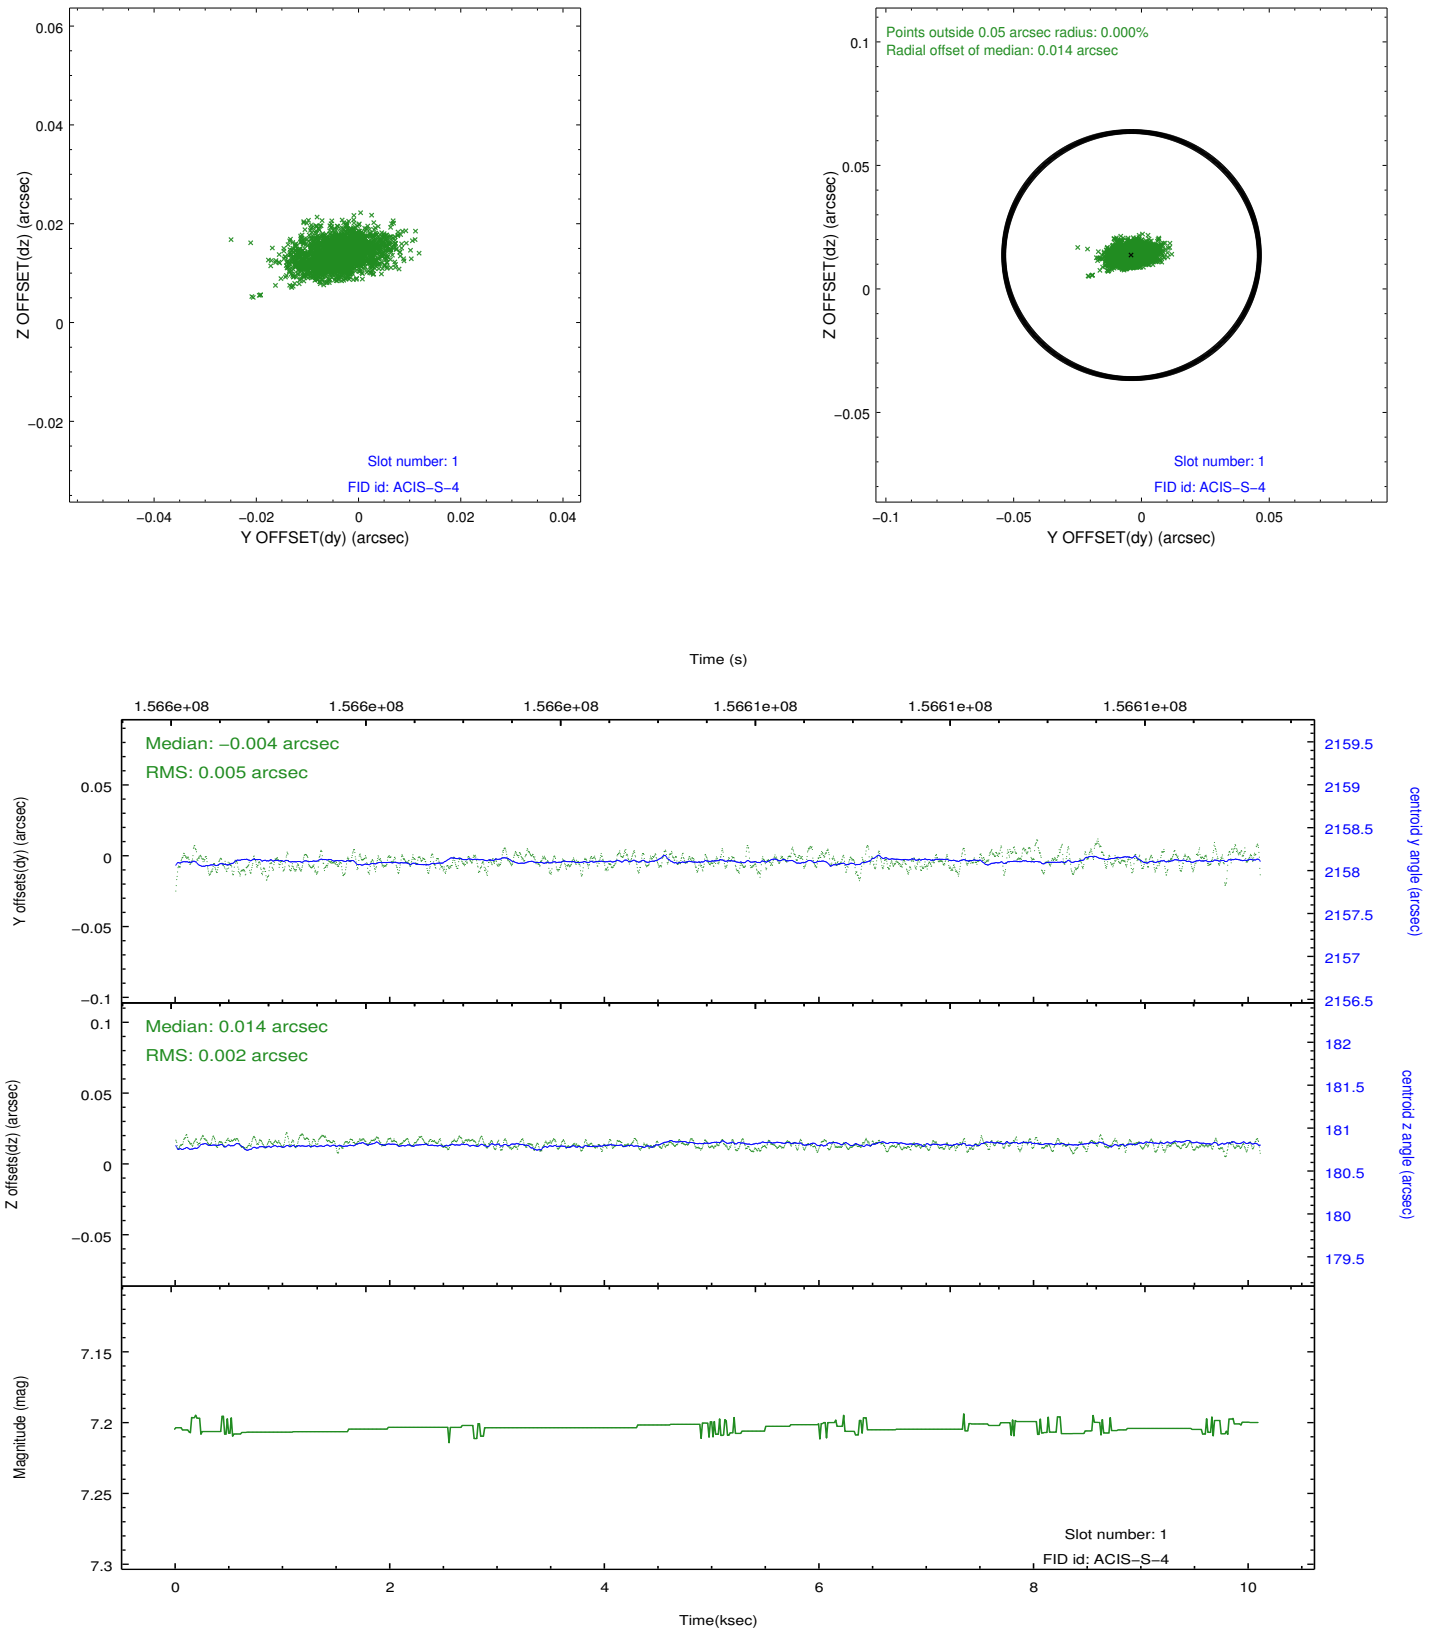 0.06
0.04
0.02
0
−0.02
−0.04
−0.02
0
0.02
0.04
Z OFFSET(dz) (arcsec)
Y OFFSET(dy) (arcsec)
Slot number: 1
FID id: ACIS−S−4
Points outside 0.05 arcsec radius: 0.000%
Radial offset of median: 0.014 arcsec
0.1
0.05
0
−0.05
−0.1
−0.05
0
0.05
Z OFFSET(dz) (arcsec)
Y OFFSET(dy) (arcsec)
Slot number: 1
FID id: ACIS−S−4
Time (s)
1.566e+08
1.566e+08
1.566e+08
1.5661e+08
1.5661e+08
1.5661e+08
Median: −0.004 arcsec
RMS: 0.005 arcsec
0.05
0
−0.05
−0.1
Y offsets(dy) (arcsec)
2159.5
2159
2158.5
2158
2157.5
2157
2156.5
centroid y angle (arcsec)
Median: 0.014 arcsec
RMS: 0.002 arcsec
0.1
0.05
0
−0.05
Z offsets(dz) (arcsec)
182
181.5
181
180.5
180
179.5
centroid z angle (arcsec)
7.15
7.2
7.25
7.3
Magnitude (mag)
Slot number: 1
FID id: ACIS−S−4
0
2
4
6
8
10
Time(ksec)